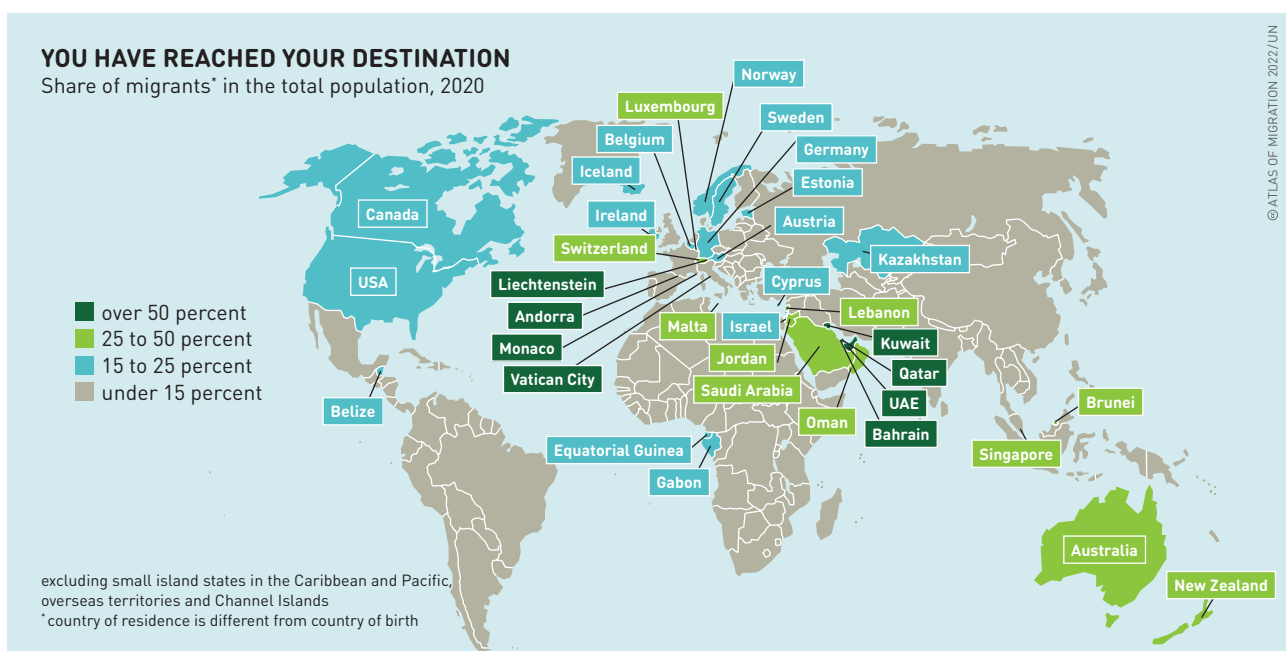 YOU HAVE REACHED YOUR DESTINATION
Share of migrants* in the total population, 2020
© ATLAS OF MIGRATION 2022/UN
Norway
Luxembourg
Sweden
Belgium
Germany
Iceland
Estonia
Canada
Ireland
Austria
Switzerland
Kazakhstan
USA
Liechtenstein
Cyprus
over 50 percent
Andorra
Malta
Israel
Lebanon
25 to 50 percent
Monaco
Jordan
Kuwait
15 to 25 percent
Vatican City
Qatar
under 15 percent
Saudi Arabia
UAE
Belize
Oman
Bahrain
Brunei
Equatorial Guinea
Singapore
Gabon
Australia
New Zealand
excluding small island states in the Caribbean and Pacific,
overseas territories and Channel Islands
*country of residence is different from country of birth